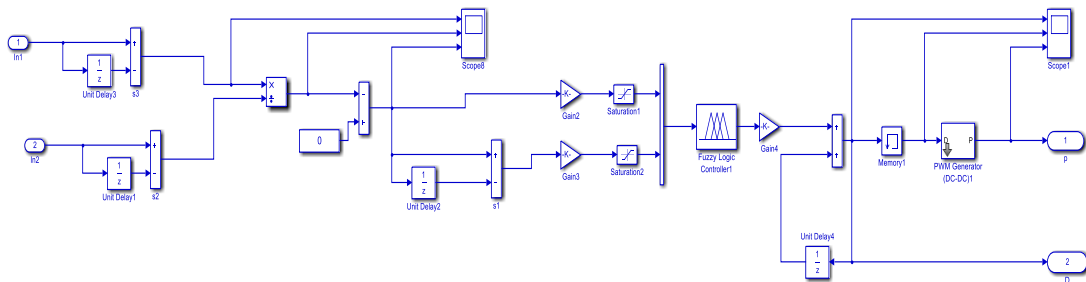 1
In1
1
z
Unit Delay3
+
-
s3
2
In2
1
z
Unit Delay1
+
-
s2
×
÷
Scope8
0
-
+
1
z
Unit Delay2
+
-
s1
-K-
Gain2
-K-
Gain3
Saturation1
Saturation2
Fuzzy Logic
Controller1
-K-
Gain4
+
+
Unit Delay4
1
z
Memory1
D
P
PWM Generator
(DC-DC)1
Scope1
1
p
2
D